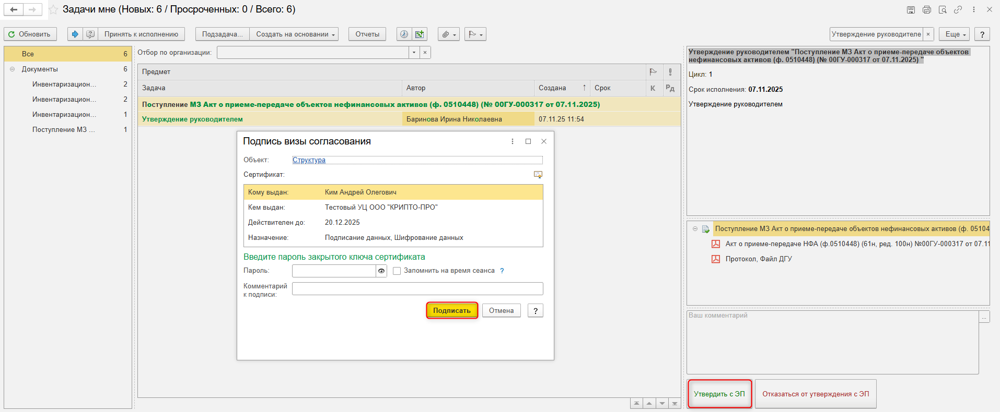 Задачи мне (Новых: 6 / Просроченных: 0 / Всего: 6)
Обновить
Принять к исполнению
Подзадача...
Создать на основании
Отчеты
Утверждение руководителе ×
Еще
?
Все 6
Документы 6
Инвентаризацион... 2
Инвентаризацион... 2
Инвентаризацион... 1
Поступление МЗ ... 1
Отбор по организации:
Предмет
Задача Автор Создана ↑ Срок К Рд
Поступление МЗ Акт о приеме-передаче объектов нефинансовых активов (ф. 0510448) (№ 00ГУ-000317 от 07.11.2025)
Утверждение руководителем Баринова Ирина Николаевна 07.11.25 11:54
Подпись визы согласования
Объект: Структура
Сертификат:
Кому выдан: Ким Андрей Олегович
Кем выдан: Тестовый УЦ ООО "КРИПТО-ПРО"
Действителен до: 20.12.2025
Назначение: Подписание данных, Шифрование данных
Введите пароль закрытого ключа сертификата
Пароль: Запомнить на время сеанса ?
Комментарий
к подписи:
Подписать Отмена ?
Утверждение руководителем "Поступление МЗ Акт о приеме-передаче объектов
нефинансовых активов (ф. 0510448) (№ 00ГУ-000317 от 07.11.2025) "
Цикл: 1
Срок исполнения: 07.11.2025
Утверждение руководителем
Поступление МЗ Акт о приеме-передаче объектов нефинансовых активов (ф. 05104
Акт о приеме-передаче НФА (ф.0510448) (61н, ред. 100н) №00ГУ-000317 от 07.11
Протокол, Файл ДГУ
Ваш комментарий
...
Утвердить с ЭП Отказаться от утверждения с ЭП